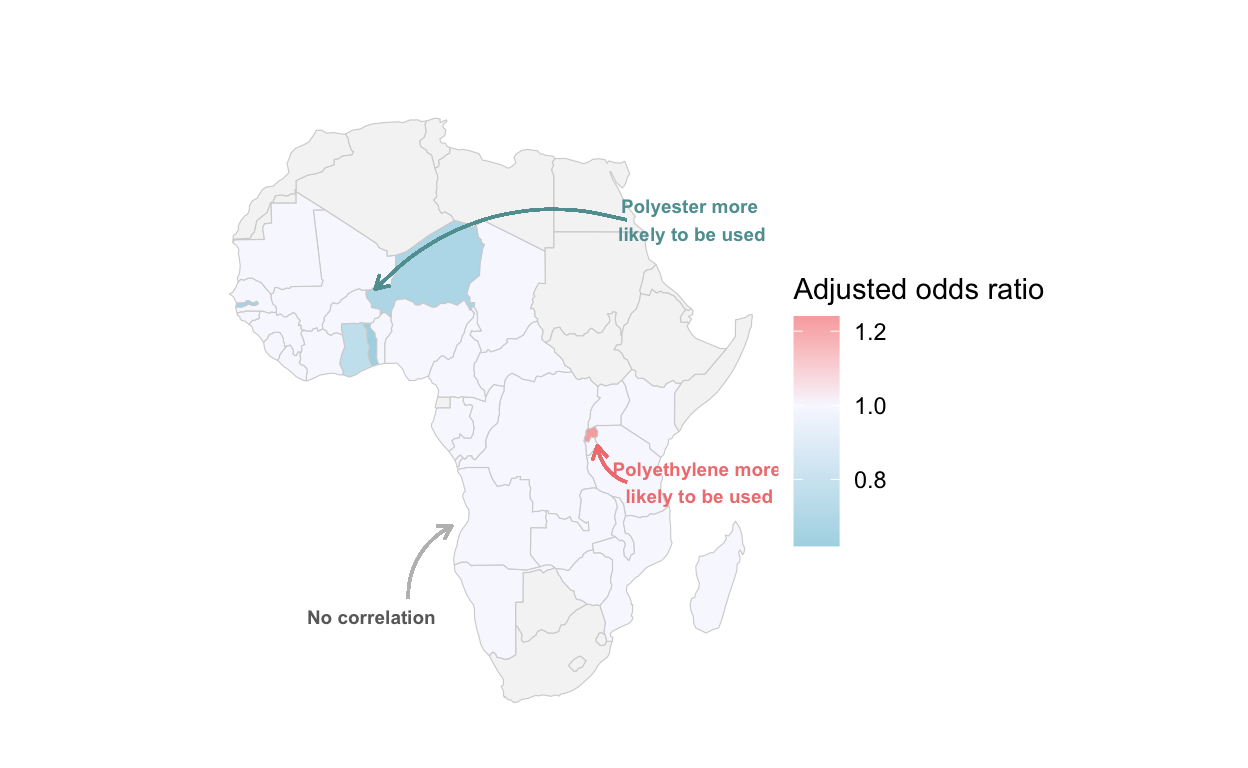 Polyester more
likely to be used
Adjusted odds ratio
1.2
1.0
0.8
Polyethylene more
likely to be used
No correlation